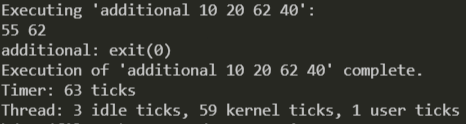 Executing 'additional 10 20 62 40':
55 62
additional: exit(0)
Execution of 'additional 10 20 62 40' complete.
Timer: 63 ticks
Thread: 3 idle ticks, 59 kernel ticks, 1 user ticks